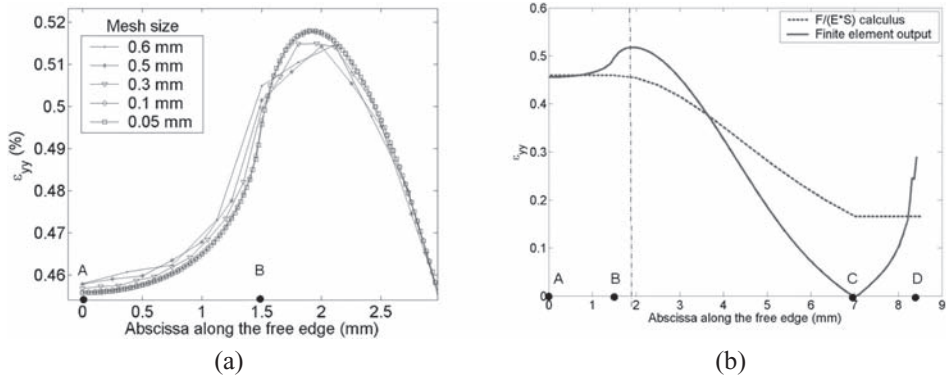 0.52
0.51
0.5
0.49
0.48
0.47
0.46
ε_yy (%)
Mesh size
0.6 mm
0.5 mm
0.3 mm
0.1 mm
0.05 mm
A
B
0 0.5 1 1.5 2 2.5
Abscissa along the free edge (mm)
(a)
0.6
0.5
0.4
0.3
0.2
0.1
0
ε_yy
F/(E*S) calculus
Finite element output
A B C D
0 1 2 3 4 5 6 7 8 9
Abscissa along the free edge (mm)
(b)